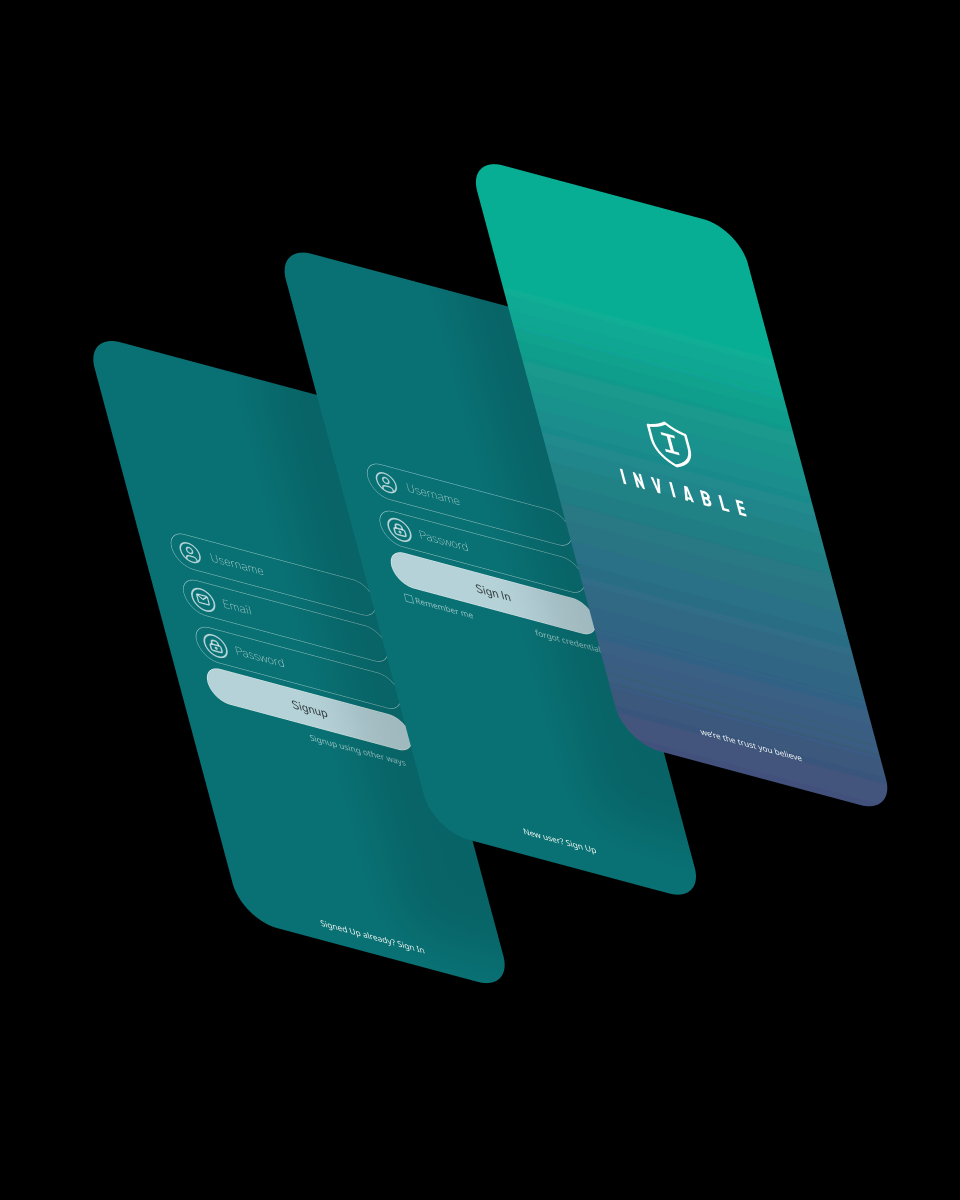 Username
Email
Password
Signup
Signup using other ways
Signed Up already? Sign In
Username
Password
Sign In
Remember me
forgot credential
New user? Sign Up
I
INVIABLE
we're the trust you believe